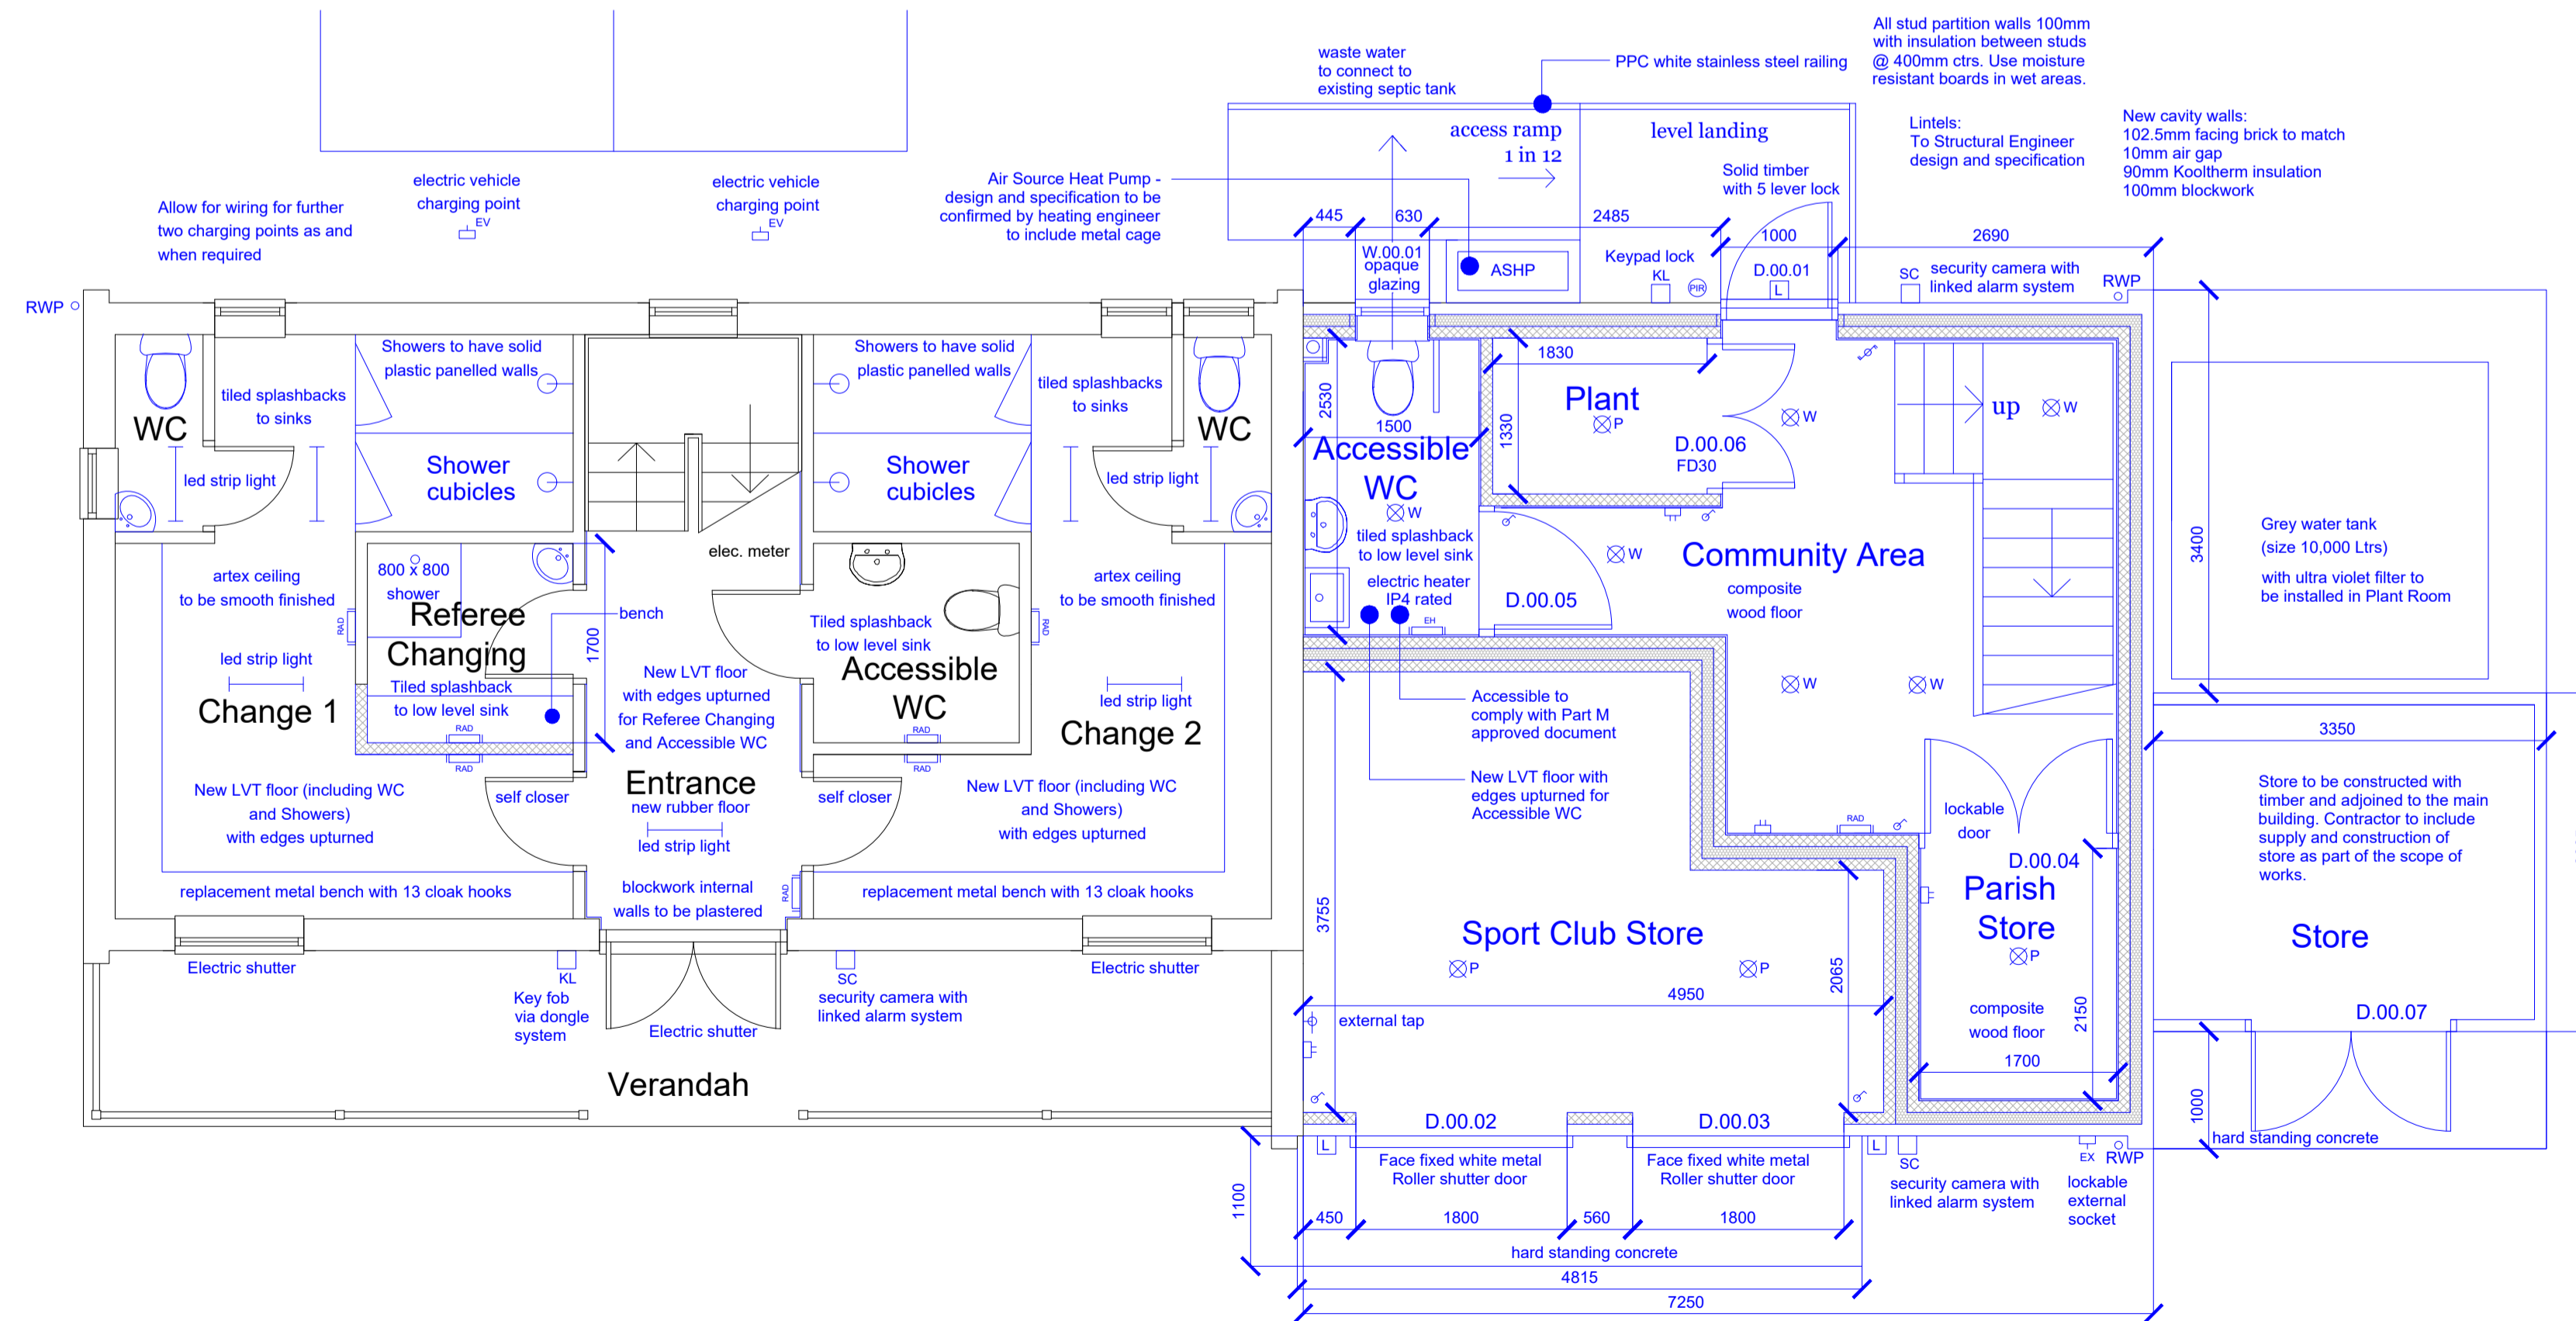 All stud partition walls 100mm
with insulation between studs
@ 400mm ctrs. Use moisture
resistant boards in wet areas.
waste water
to connect to
existing septic tank
PPC white stainless steel railing
Lintels:
To Structural Engineer
design and specification
New cavity walls:
102.5mm facing brick to match
10mm air gap
90mm Kooltherm insulation
100mm blockwork
access ramp
1 in 12
level landing
Solid timber
with 5 lever lock
Air Source Heat Pump -
design and specification to be
confirmed by heating engineer
to include metal cage
electric vehicle
charging point
EV
electric vehicle
charging point
EV
Allow for wiring for further
two charging points as and
when required
445
630
2485
1000
2690
W.00.01
opaque
glazing
ASHP
Keypad lock
KL
PIR
D.00.01
L
SC
security camera with
linked alarm system
RWP
RWP
WC
tiled splashbacks
to sinks
led strip light
Showers to have solid
plastic panelled walls
Shower
cubicles
Showers to have solid
plastic panelled walls
Shower
cubicles
tiled splashbacks
to sinks
WC
led strip light
2530
1500
Accessible
WC
W
tiled splashback
to low level sink
electric heater
IP4 rated
EH
1830
1330
Plant
P
D.00.06
FD30
W
up
W
W
Community Area
composite
wood floor
D.00.05
W
W
3400
Grey water tank
(size 10,000 Ltrs)
with ultra violet filter to
be installed in Plant Room
artex ceiling
to be smooth finished
RAD
led strip light
Change 1
800 x 800
shower
Referee
Changing
Tiled splashback
to low level sink
RAD
RAD
1700
bench
elec. meter
New LVT floor
with edges upturned
for Referee Changing
and Accessible WC
Tiled splashback
to low level sink
Accessible
WC
RAD
RAD
RAD
artex ceiling
to be smooth finished
led strip light
Change 2
Accessible to
comply with Part M
approved document
New LVT floor with
edges upturned for
Accessible WC
3350
New LVT floor (including WC
and Showers)
with edges upturned
self closer
Entrance
new rubber floor
led strip light
self closer
New LVT floor (including WC
and Showers)
with edges upturned
replacement metal bench with 13 cloak hooks
blockwork internal
walls to be plastered
RAD
replacement metal bench with 13 cloak hooks
RAD
lockable
door
D.00.04
Parish
Store
P
composite
wood floor
2150
1700
Store to be constructed with
timber and adjoined to the main
building. Contractor to include
supply and construction of
store as part of the scope of
works.
Store
D.00.07
1000
hard standing concrete
3755
Sport Club Store
P
P
2065
4950
external tap
Electric shutter
KL
Key fob
via dongle
system
Electric shutter
SC
security camera with
linked alarm system
Electric shutter
Verandah
D.00.02
D.00.03
L
Face fixed white metal
Roller shutter door
Face fixed white metal
Roller shutter door
L
SC
security camera with
linked alarm system
EX
RWP
lockable
external
socket
1100
450
1800
560
1800
hard standing concrete
4815
7250